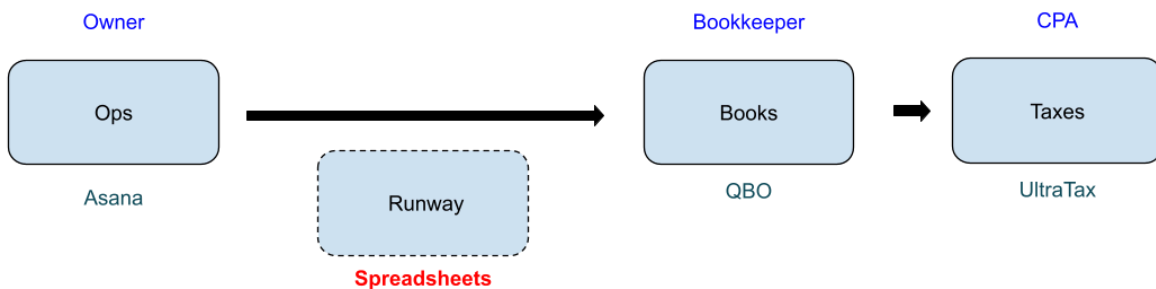 Owner
Bookkeeper
CPA
Ops
Books
Taxes
Asana
QBO
UltraTax
Runway
Spreadsheets